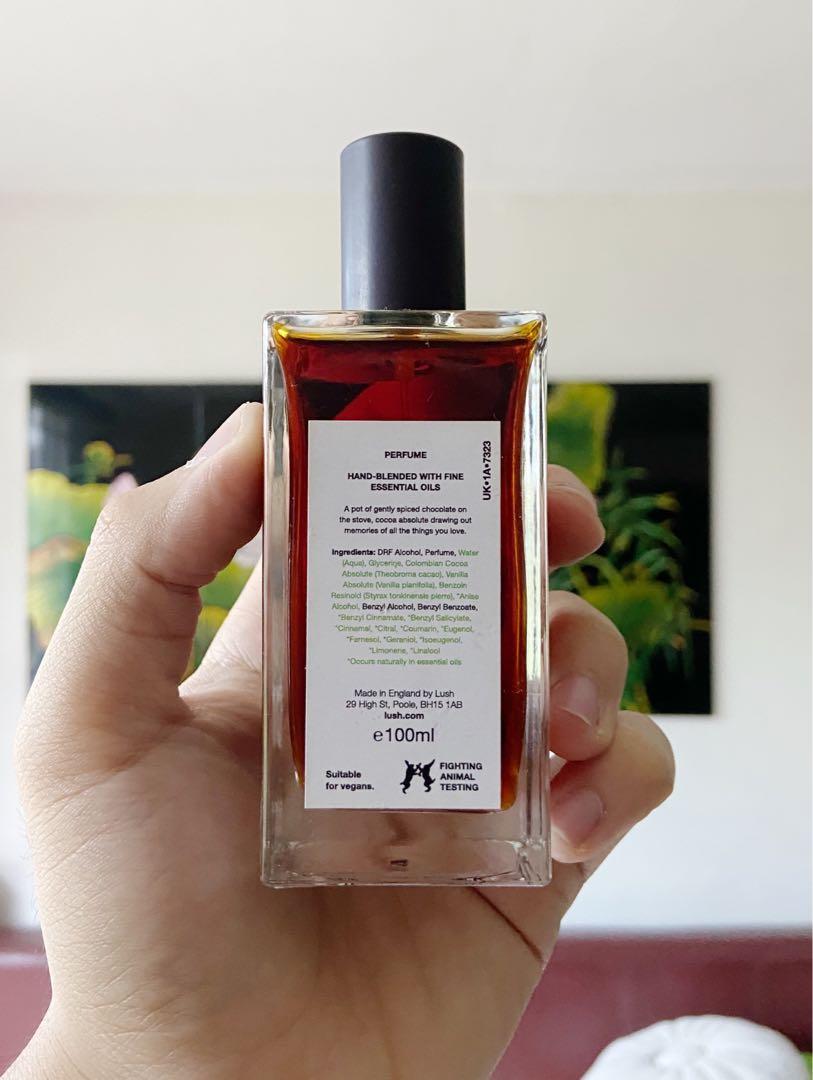 PERFUME
HAND-BLENDED WITH FINE
ESSENTIAL OILS
A pot of gently spiced chocolate on
the stove, cocoa absolute drawing out
memories of all the things you love.
Ingredients: DRF Alcohol, Perfume, Water
(Aqua), Glycerine, Colombian Cocoa
Absolute (Theobroma cacao), Vanilla
Absolute (Vanilla planifolia), Benzoin
Resinoid (Styrax tonkinensis pierre), *Anise
Alcohol, Benzyl Alcohol, Benzyl Benzoate,
*Benzyl Cinnamate, *Benzyl Salicylate,
*Cinnamal, *Citral, *Coumarin, *Eugenol,
*Farnesol, *Geraniol, *Isoeugenol,
*Limonene, *Linalool
*Occurs naturally in essential oils
Made in England by Lush
29 High St, Poole, BH15 1AB
lush.com
e100ml
Suitable
for vegans.
FIGHTING
ANIMAL
TESTING
UK•1A•7323